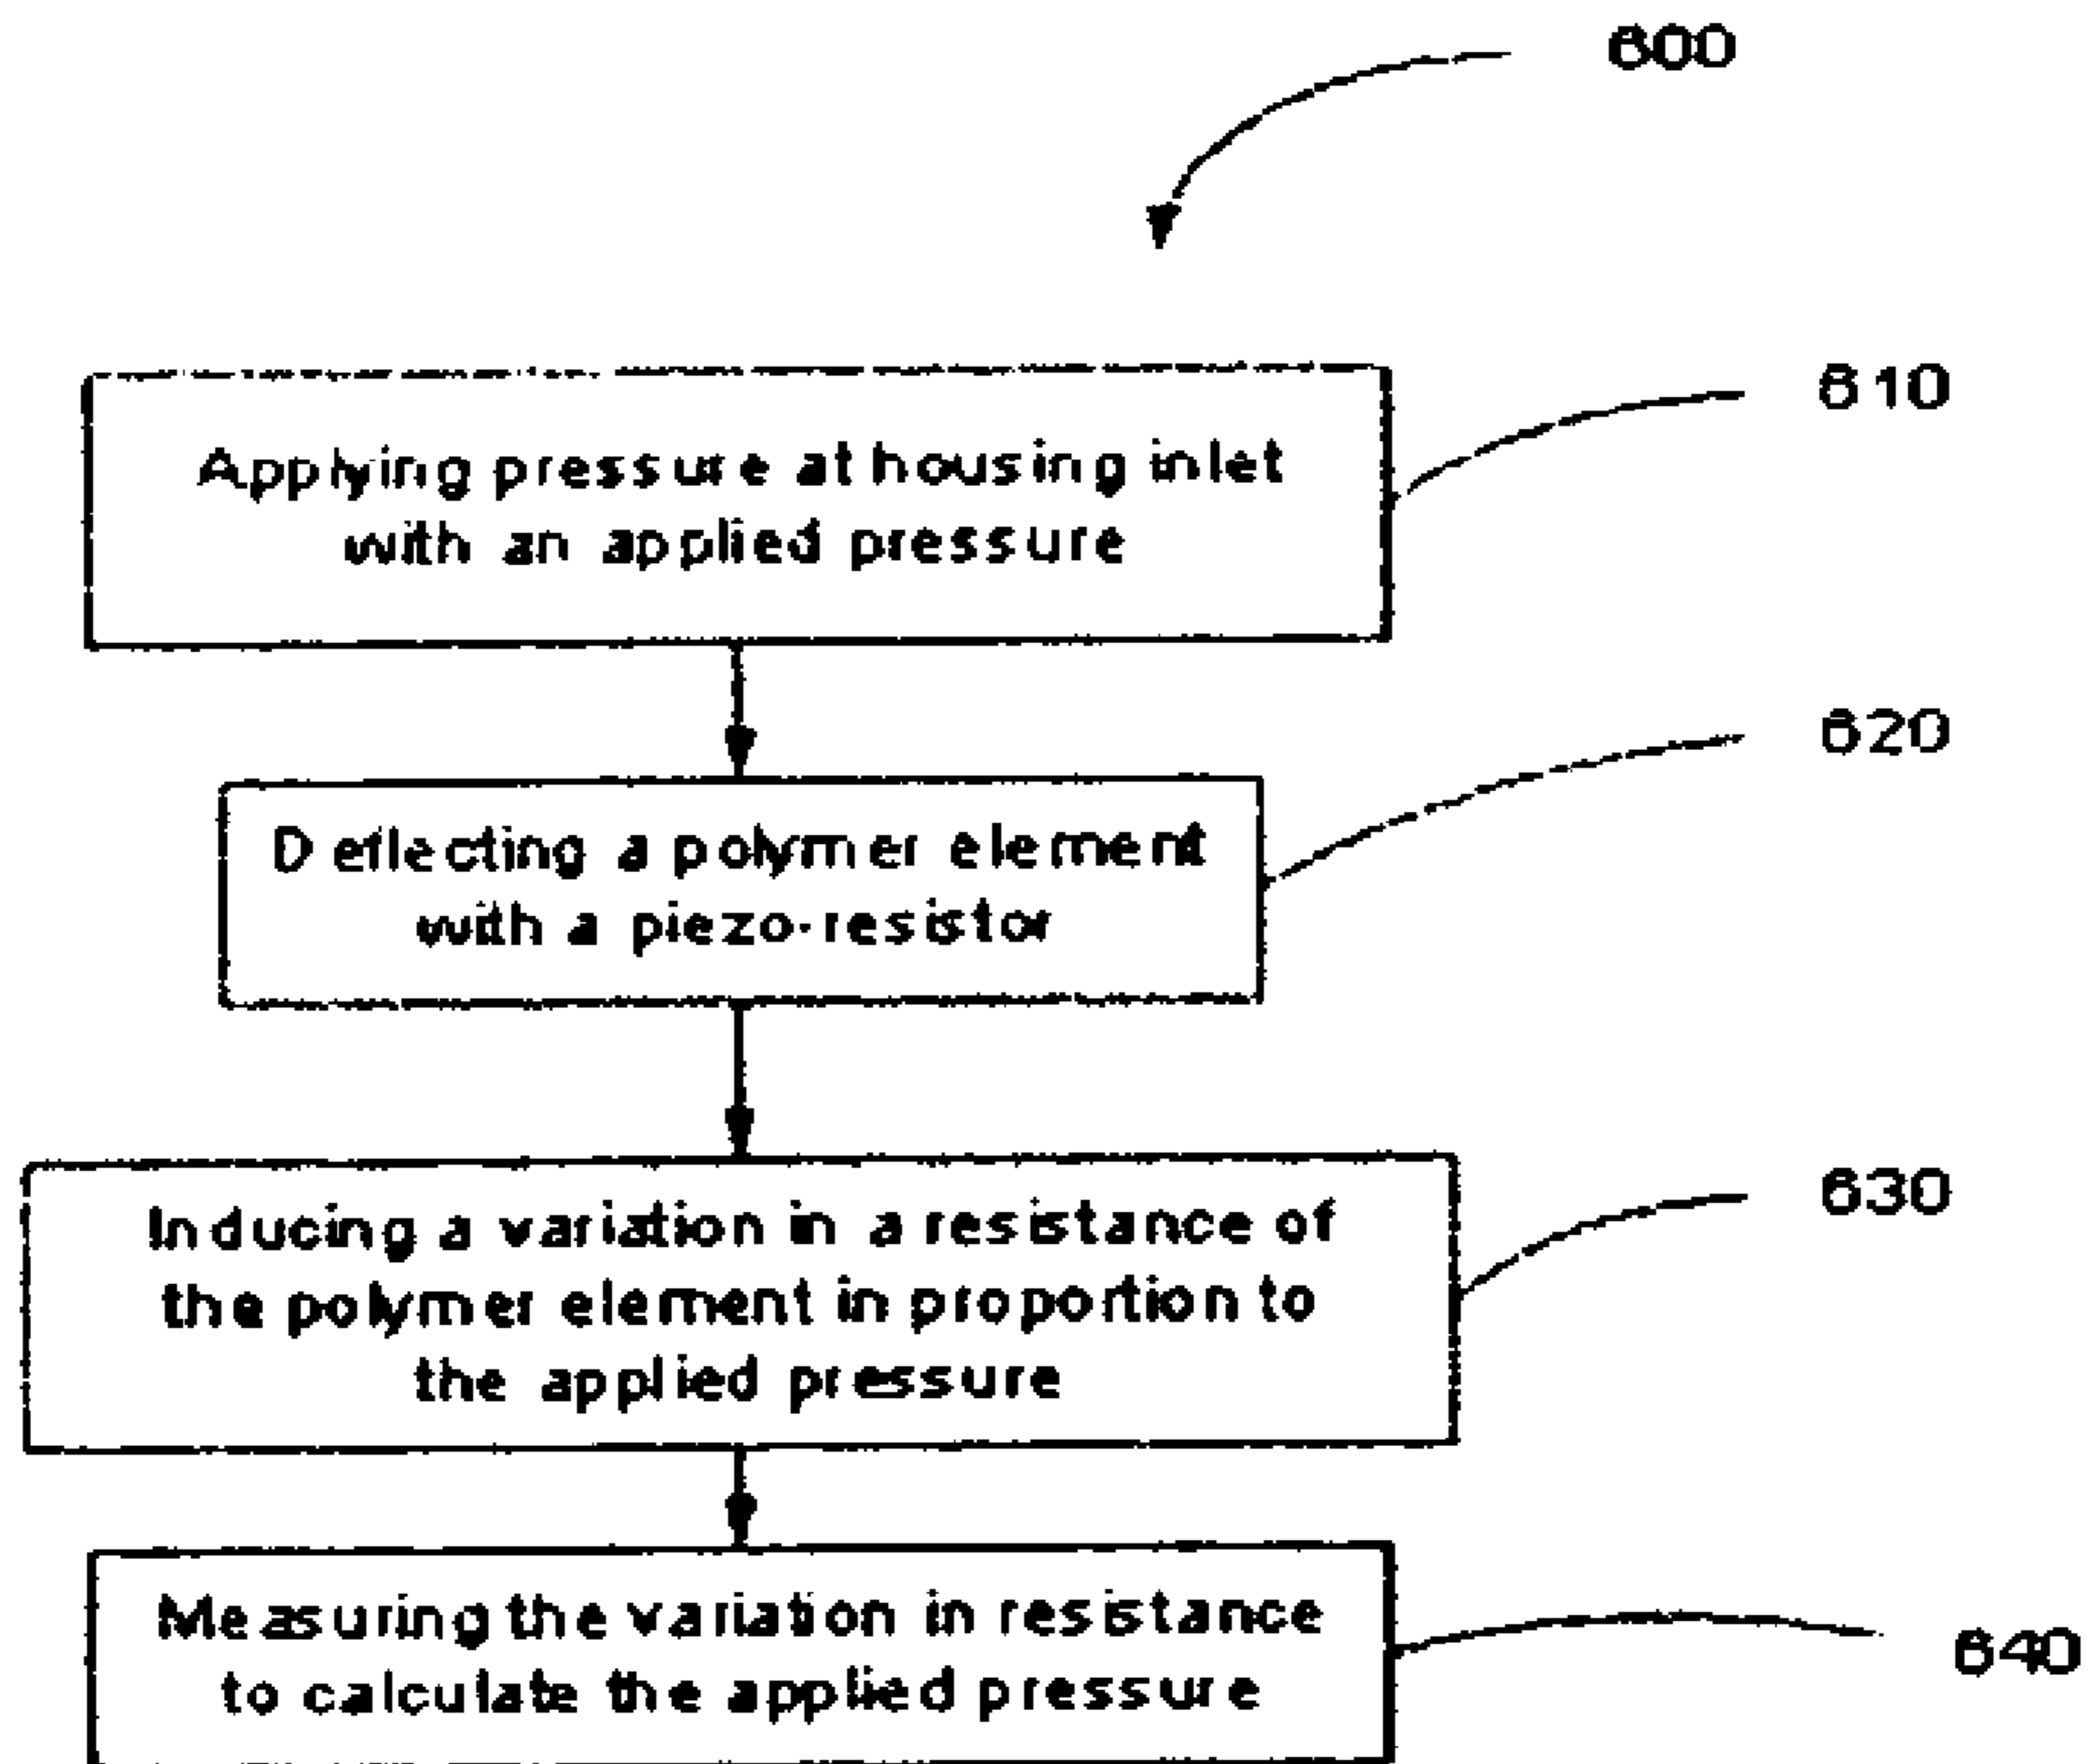 600
610
Applying pressure at housing inlet
with an applied pressure
620
Deflecting a polymer element
with a piezo-resistor
630
Inducing a variation in a resistance of
the polymer element in proportion to
the applied pressure
640
Measuring the variation in resistance
to calculate the applied pressure